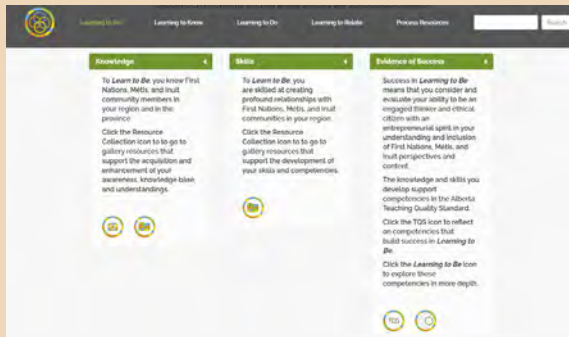 Learning to Be
Learning to Know
Learning to Do
Learning to Relate
Process Resources
Search
Knowledge
To Learn to Be, you know First
Nations, Métis, and Inuit
community members in
your region and in the
province.
Click the Resource
Collection icon to to go to
gallery resources that
support the acquisition and
enhancement of your
awareness, knowledge base
and understandings.
Skills
To Learn to Be, you
are skilled at creating
profound relationships with
First Nations, Métis, and Inuit
communities in your region.
Click the Resource
Collection icon to to go to
gallery resources that
support the development of
your skills and competencies.
Evidence of Success
Success in Learning to Be
means that you consider and
evaluate your ability to be an
engaged thinker and ethical
citizen with an
entrepreneurial spirit in your
understanding and inclusion
of First Nations, Métis, and
Inuit perspectives and
content.
The knowledge and skills you
develop support
competencies in the Alberta
Teaching Quality Standard.
Click the TQS icon to reflect
on competencies that
build success in Learning to
Be.
Click the Learning to Be icon
to explore these
competencies in more depth.
TQS